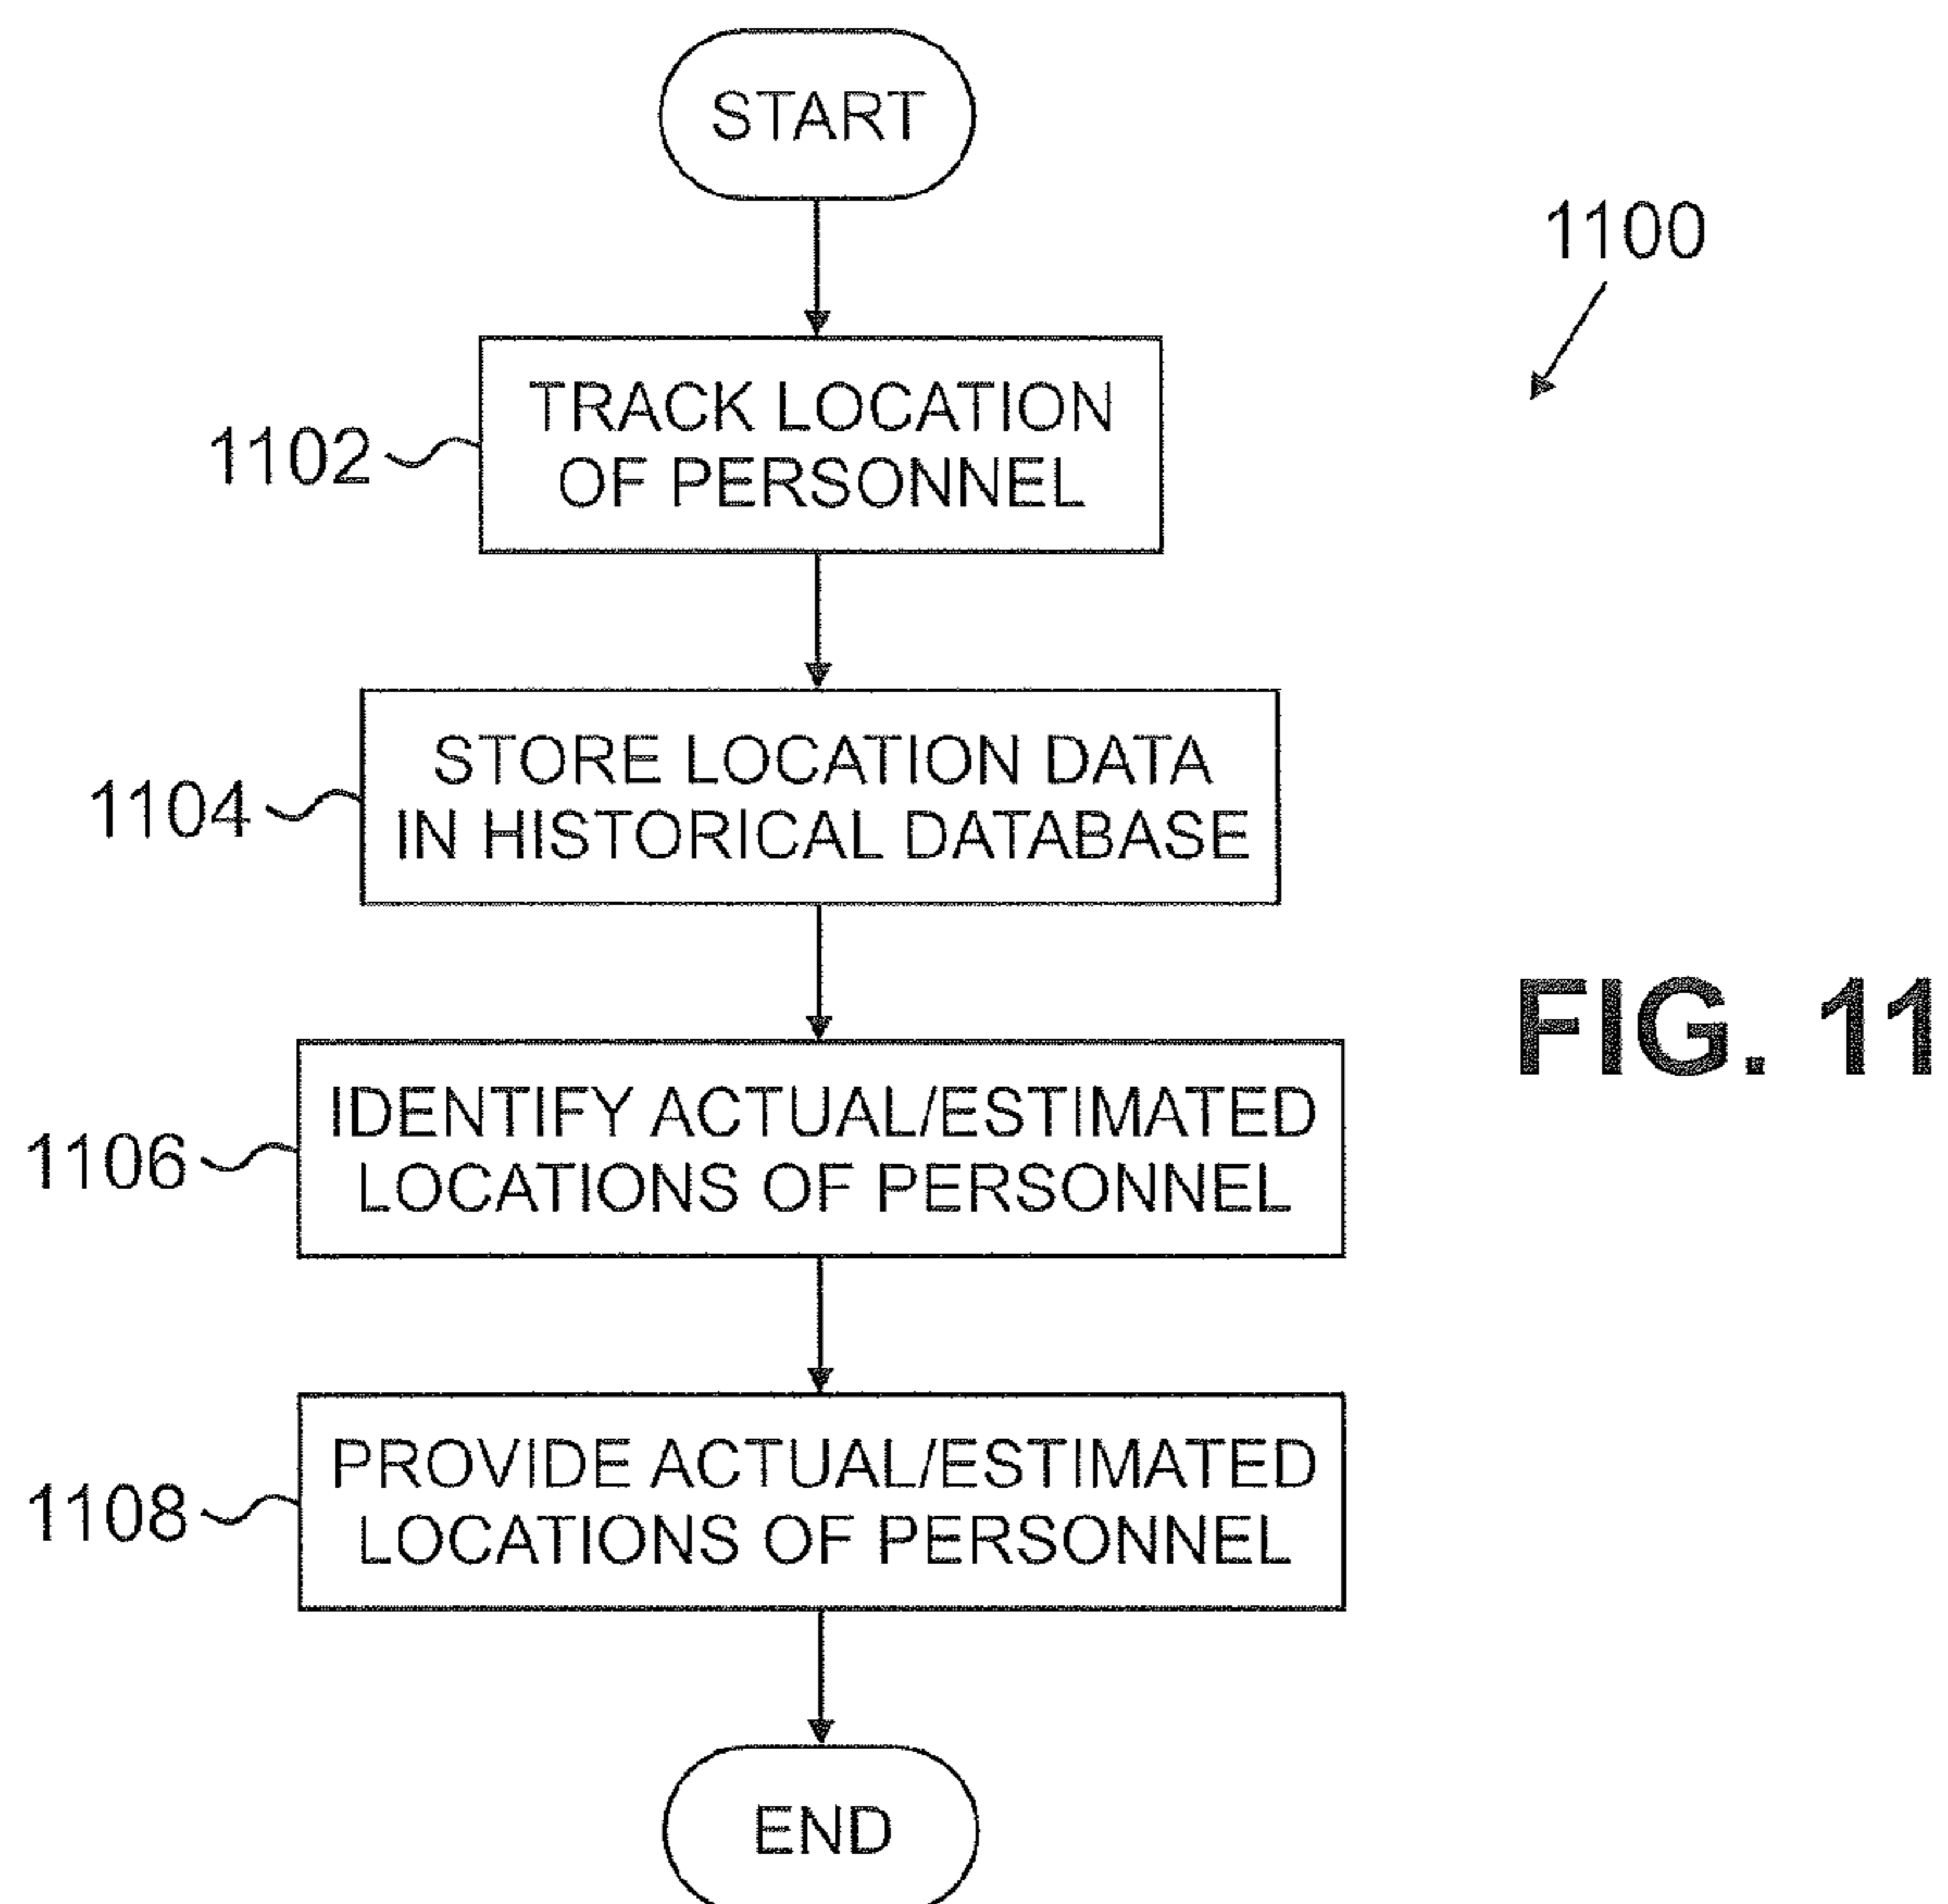 START
1100
TRACK LOCATION
OF PERSONNEL
1102
STORE LOCATION DATA
IN HISTORICAL DATABASE
1104
IDENTIFY ACTUAL/ESTIMATED
LOCATIONS OF PERSONNEL
1106
PROVIDE ACTUAL/ESTIMATED
LOCATIONS OF PERSONNEL
1108
END
FIG. 11